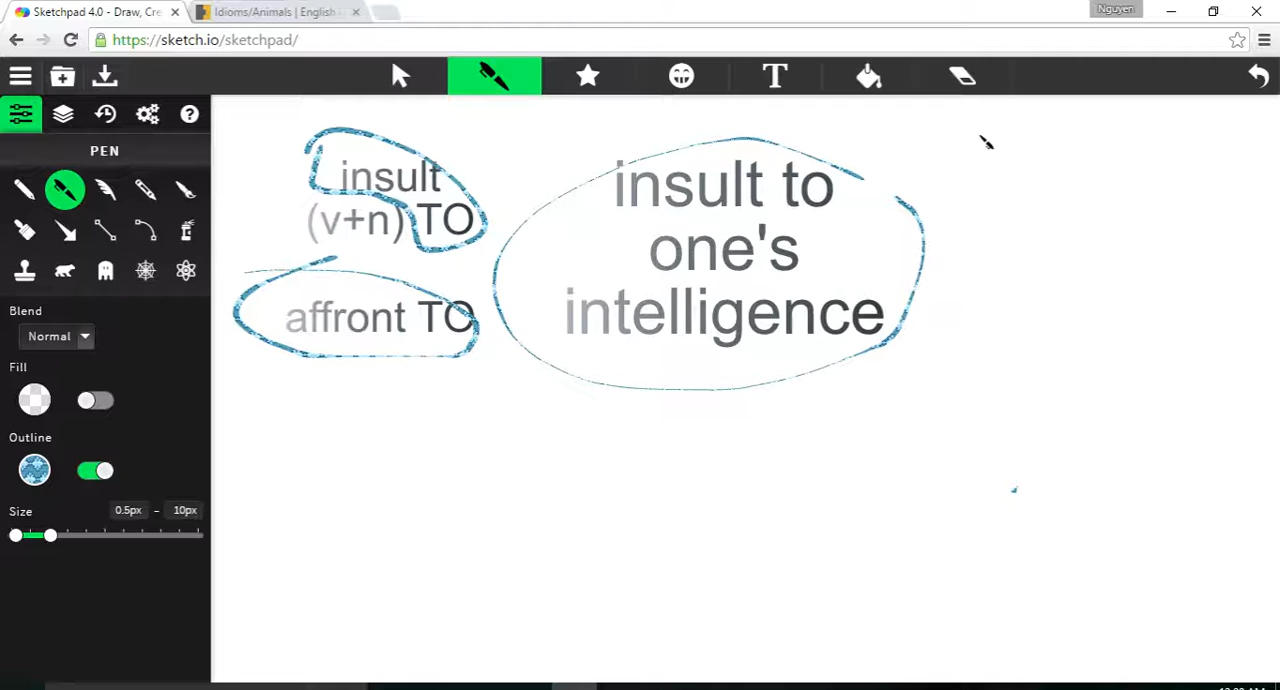 Sketchpad 4.0 - Draw, Cre
Idioms/Animals | English
Nguyen
https://sketch.io/sketchpad/
T
PEN
Blend
Normal
Fill
Outline
Size
0.5px - 10px
insult
(v+n) TO
affront TO
insult to
one's
intelligence